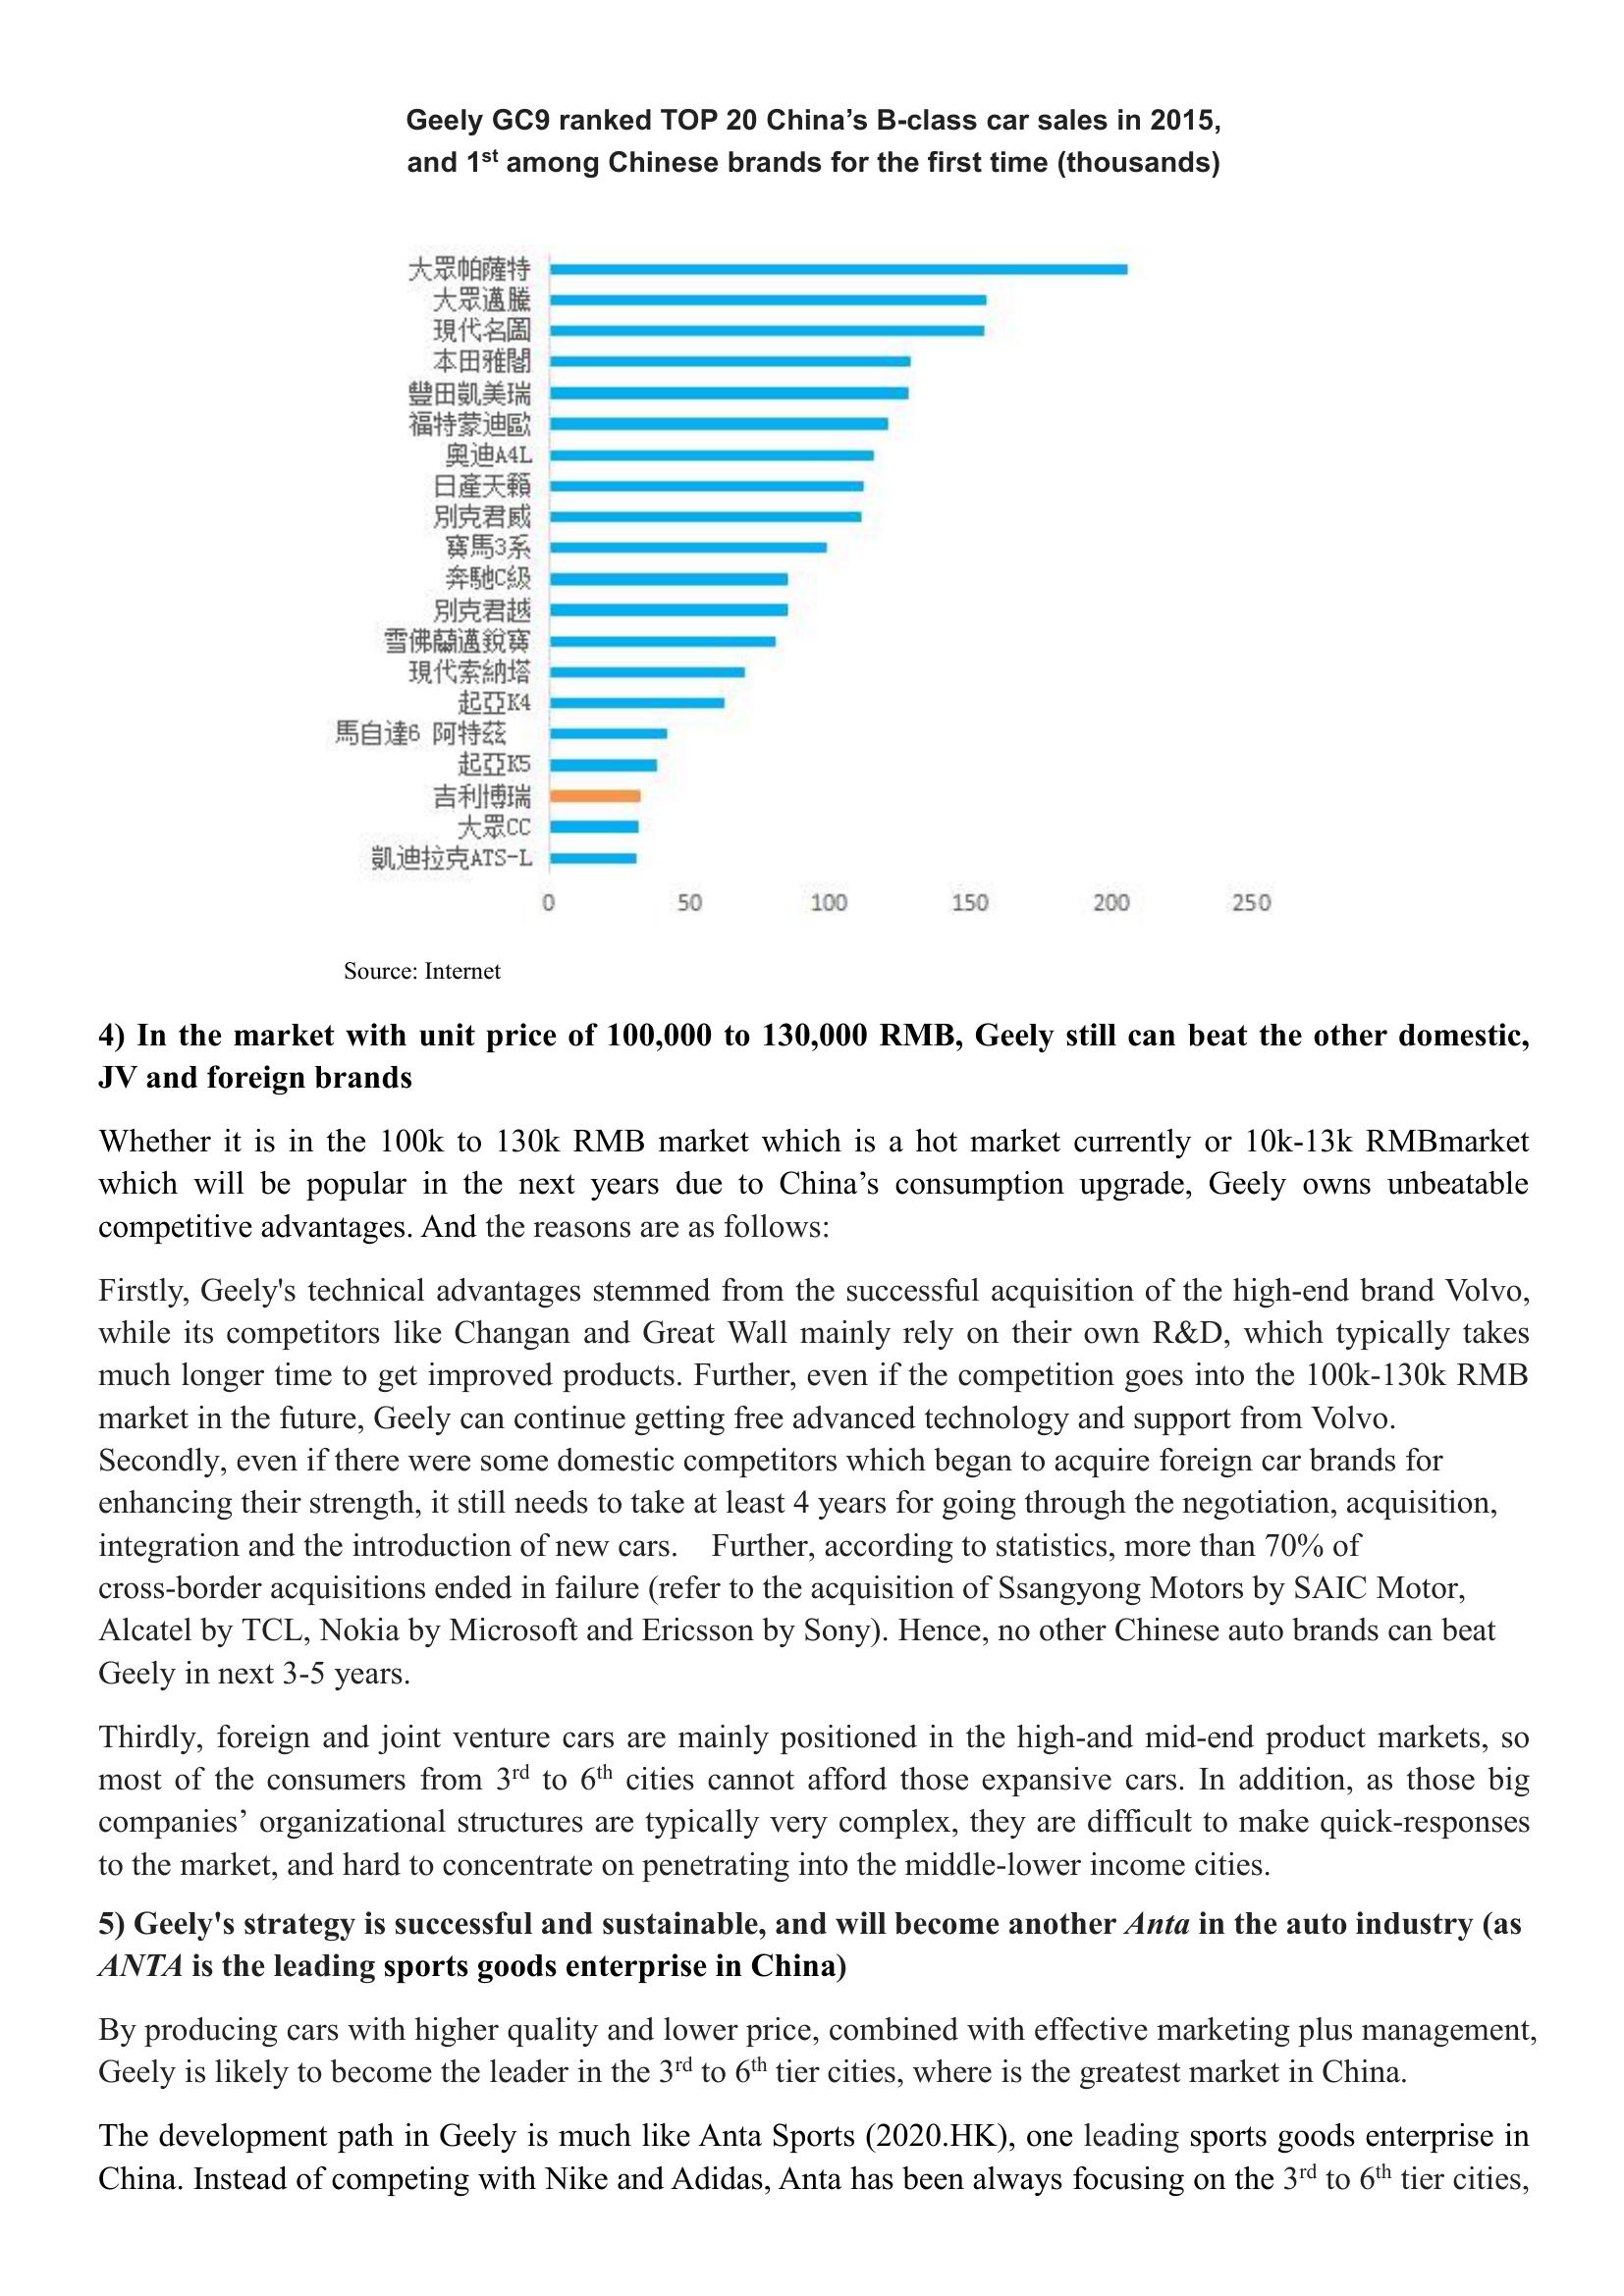 Geely GC9 ranked TOP 20 China’s B-class car sales in 2015,
and 1st among Chinese brands for the first time (thousands)
大眾帕薩特
大眾邁騰
現代名圖
本田雅閣
豐田凱美瑞
福特蒙迪歐
奧迪A4L
日產天籟
別克君威
寶馬3系
奔馳C級
別克君越
雪佛蘭邁銳寶
現代索納塔
起亞K4
馬自達6 阿特茲
起亞K5
吉利博瑞
大眾CC
凱迪拉克ATS-L
0 50 100 150 200 250
Source: Internet
4) In the market with unit price of 100,000 to 130,000 RMB, Geely still can beat the other domestic,
JV and foreign brands
Whether it is in the 100k to 130k RMB market which is a hot market currently or 10k-13k RMBmarket
which will be popular in the next years due to China’s consumption upgrade, Geely owns unbeatable
competitive advantages. And the reasons are as follows:
Firstly, Geely's technical advantages stemmed from the successful acquisition of the high-end brand Volvo,
while its competitors like Changan and Great Wall mainly rely on their own R&D, which typically takes
much longer time to get improved products. Further, even if the competition goes into the 100k-130k RMB
market in the future, Geely can continue getting free advanced technology and support from Volvo.
Secondly, even if there were some domestic competitors which began to acquire foreign car brands for
enhancing their strength, it still needs to take at least 4 years for going through the negotiation, acquisition,
integration and the introduction of new cars. Further, according to statistics, more than 70% of
cross-border acquisitions ended in failure (refer to the acquisition of Ssangyong Motors by SAIC Motor,
Alcatel by TCL, Nokia by Microsoft and Ericsson by Sony). Hence, no other Chinese auto brands can beat
Geely in next 3-5 years.
Thirdly, foreign and joint venture cars are mainly positioned in the high-and mid-end product markets, so
most of the consumers from 3rd to 6th cities cannot afford those expansive cars. In addition, as those big
companies’ organizational structures are typically very complex, they are difficult to make quick-responses
to the market, and hard to concentrate on penetrating into the middle-lower income cities.
5) Geely's strategy is successful and sustainable, and will become another Anta in the auto industry (as
ANTA is the leading sports goods enterprise in China)
By producing cars with higher quality and lower price, combined with effective marketing plus management,
Geely is likely to become the leader in the 3rd to 6th tier cities, where is the greatest market in China.
The development path in Geely is much like Anta Sports (2020.HK), one leading sports goods enterprise in
China. Instead of competing with Nike and Adidas, Anta has been always focusing on the 3rd to 6th tier cities,